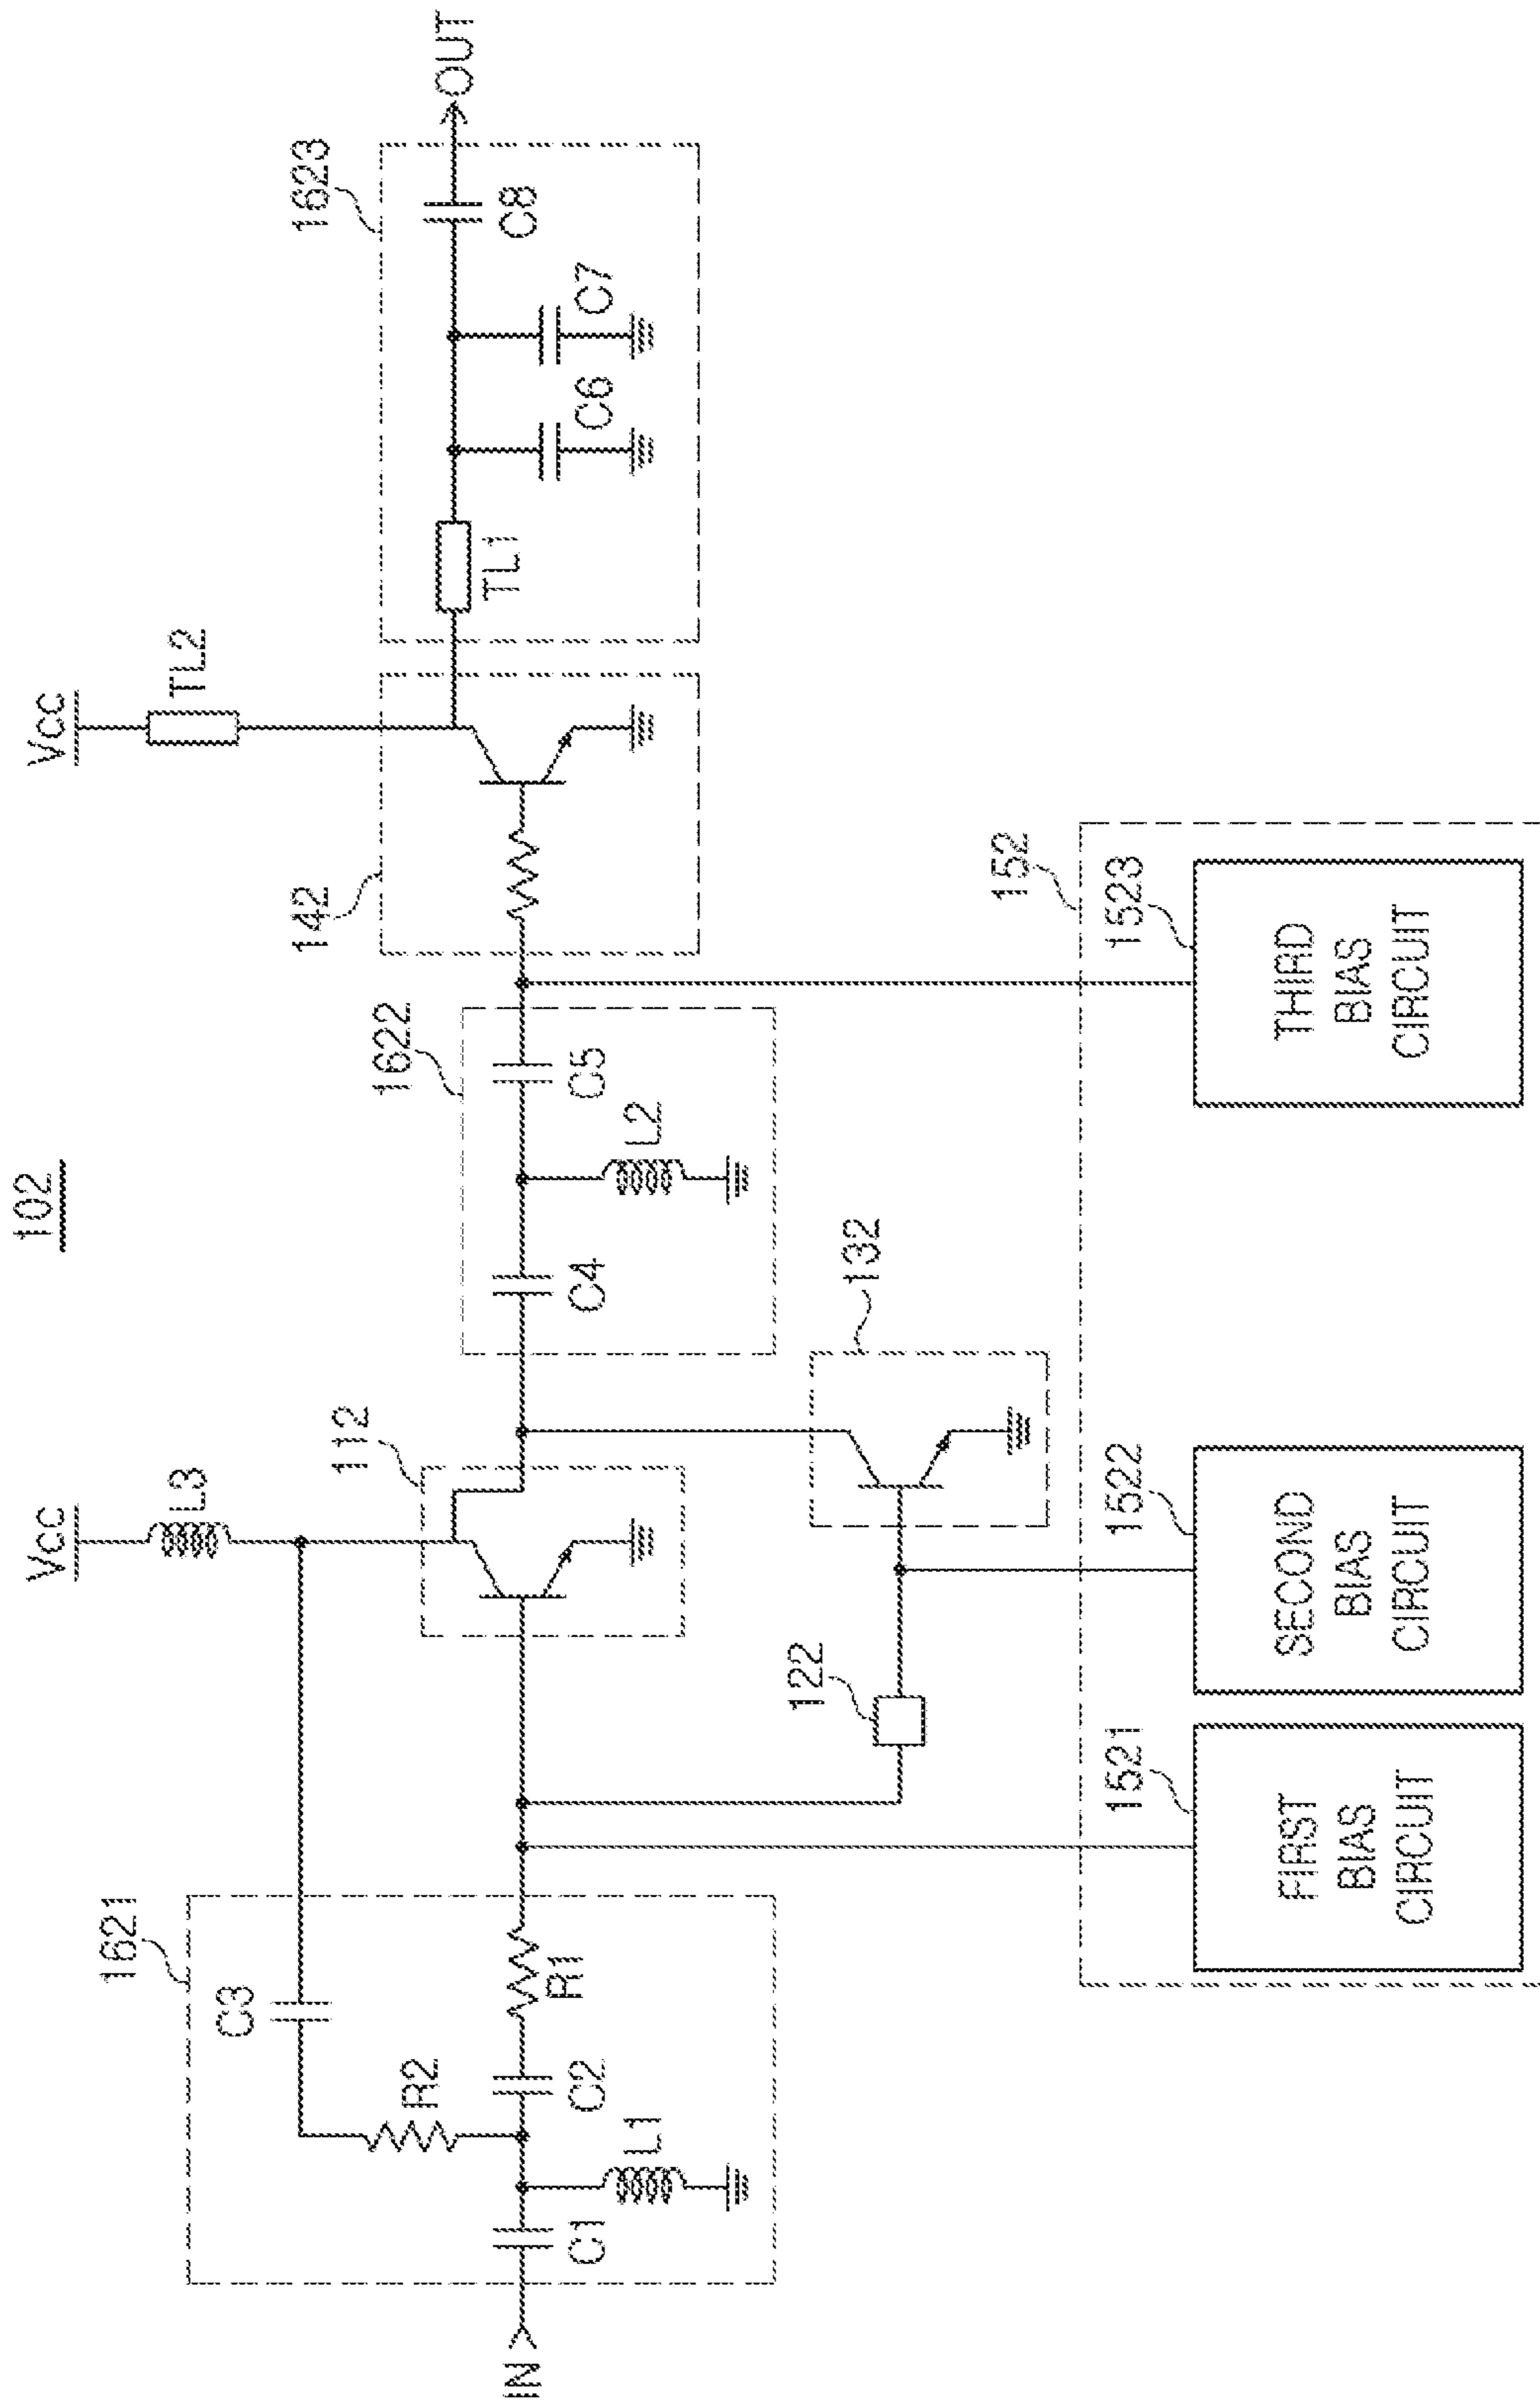 102
Vcc
L3
Vcc
TL2
1621
C3
R2
IN
C1
L1
C2
R1
112
1622
C4
L2
C5
142
1623
TL1
C6
C7
C8
OUT
122
132
152
1521
FIRST
BIAS
CIRCUIT
1522
SECOND
BIAS
CIRCUIT
1523
THIRD
BIAS
CIRCUIT